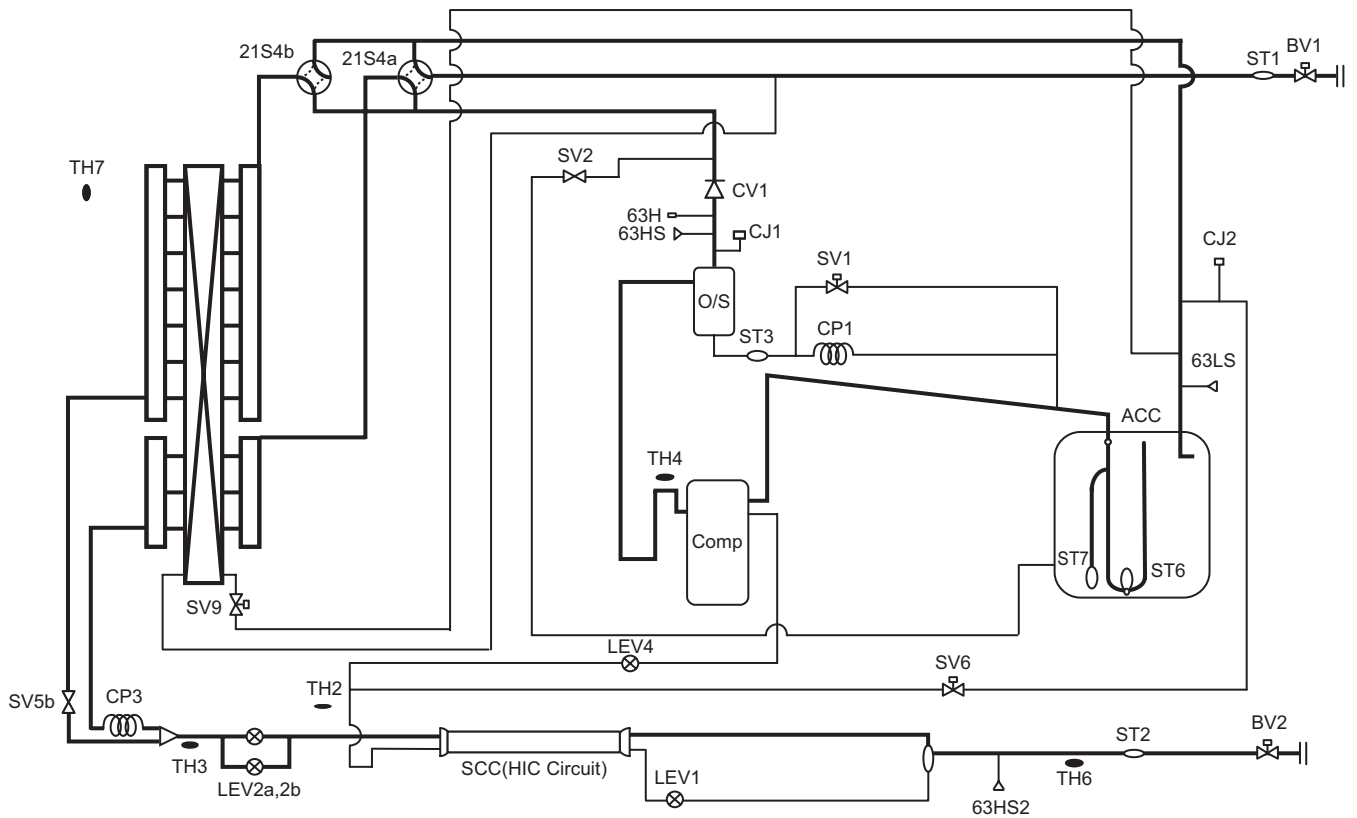 21S4b
21S4a
ST1
BV1
TH7
SV2
CV1
63H
63HS
CJ1
CJ2
SV1
O/S
ST3
CP1
63LS
ACC
TH4
Comp
ST7
ST6
SV9
LEV4
SV6
TH2
SV5b
CP3
TH3
LEV2a,2b
SCC(HIC Circuit)
LEV1
ST2
BV2
TH6
63HS2